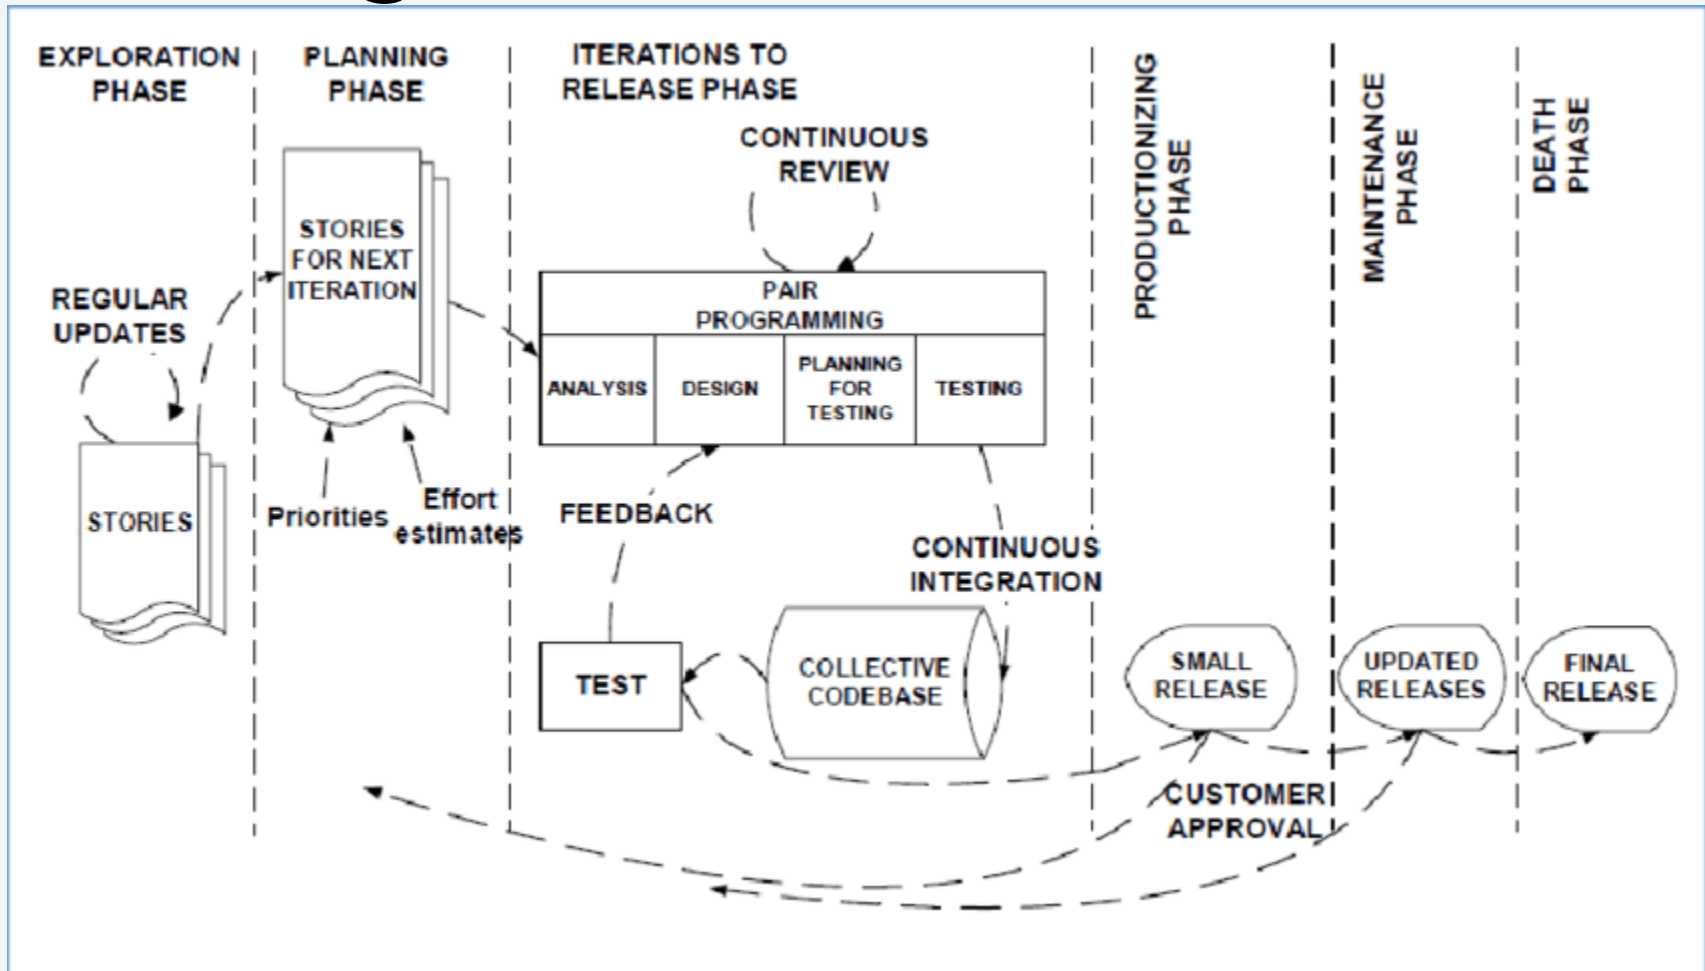 EXPLORATION
PHASE
PLANNING
PHASE
ITERATIONS TO
RELEASE PHASE
PRODUCTIONIZING
PHASE
MAINTENANCE
PHASE
DEATH
PHASE
CONTINUOUS
REVIEW
STORIES
FOR NEXT
ITERATION
REGULAR
UPDATES
PAIR
PROGRAMMING
ANALYSIS
DESIGN
PLANNING
FOR
TESTING
TESTING
STORIES
Priorities
Effort
estimates
FEEDBACK
CONTINUOUS
INTEGRATION
TEST
COLLECTIVE
CODEBASE
SMALL
RELEASE
UPDATED
RELEASES
FINAL
RELEASE
CUSTOMER
APPROVAL